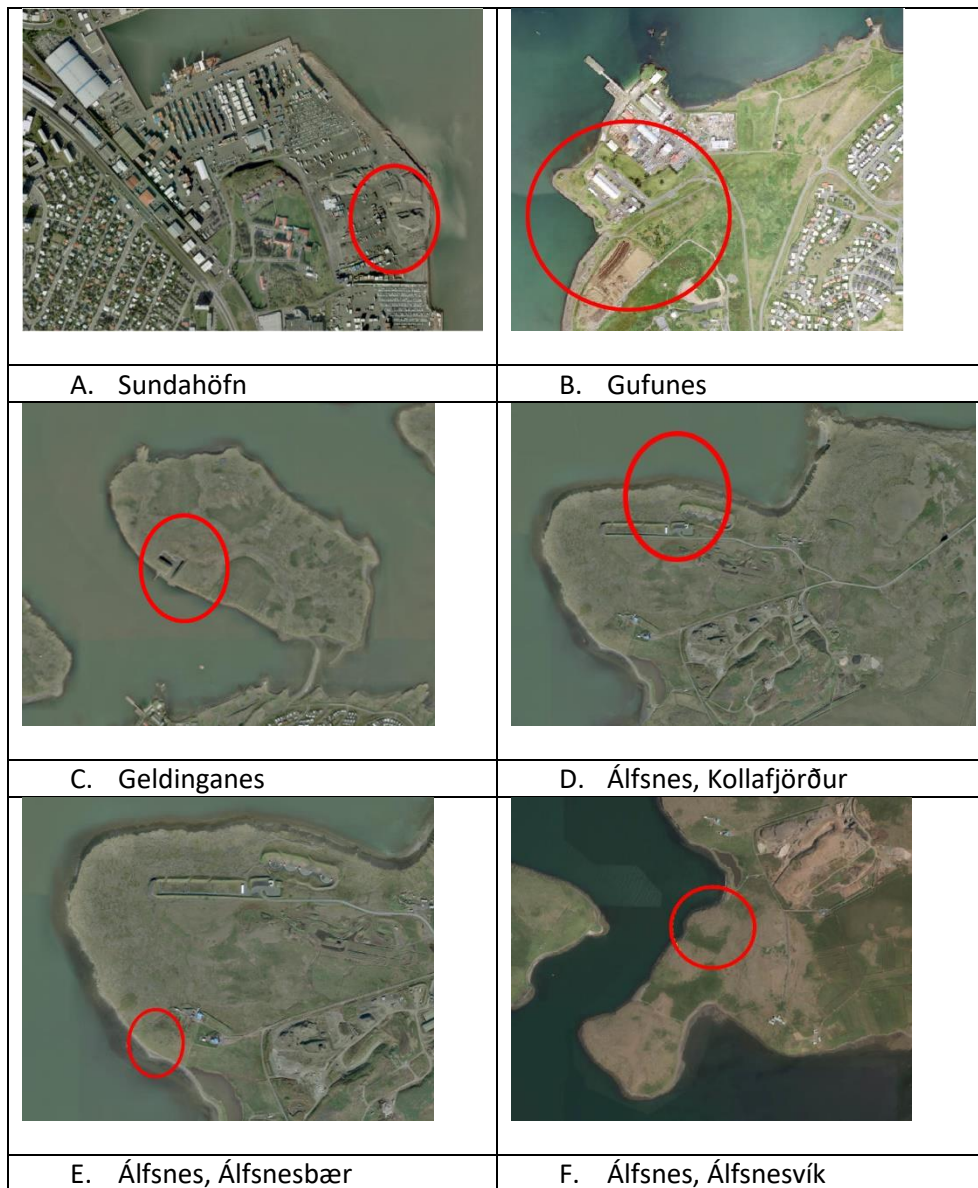 A. Sundahöfn
B. Gufunes
C. Geldinganes
D. Álfsnes, Kollafjörður
E. Álfsnes, Álfsnesbær
F. Álfsnes, Álfsnesvík